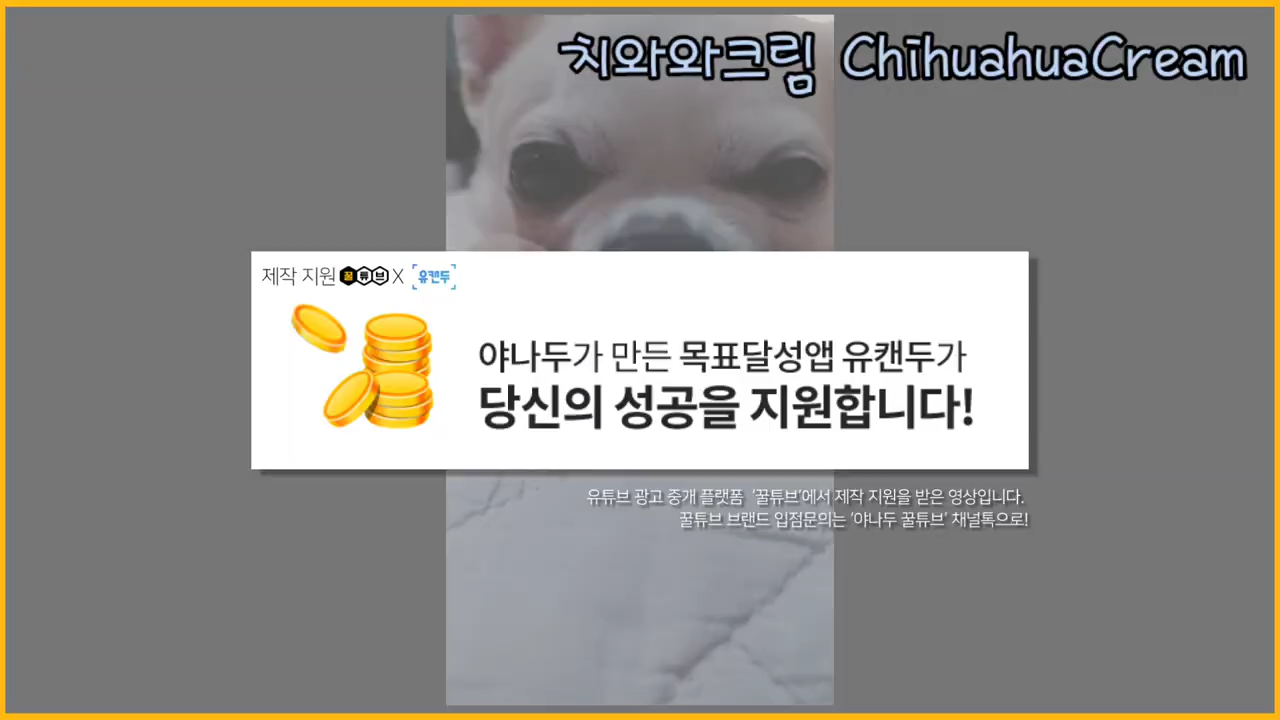 치와와크림 ChihuahuaCream
제작 지원 꿀튜브 X 유캔두
야나두가 만든 목표달성앱 유캔두가
당신의 성공을 지원합니다!
유튜브 광고 중개 플랫폼 '꿀튜브'에서 제작 지원을 받은 영상입니다.
꿀튜브 브랜드 입점문의는 '야나두 꿀튜브' 채널톡으로!